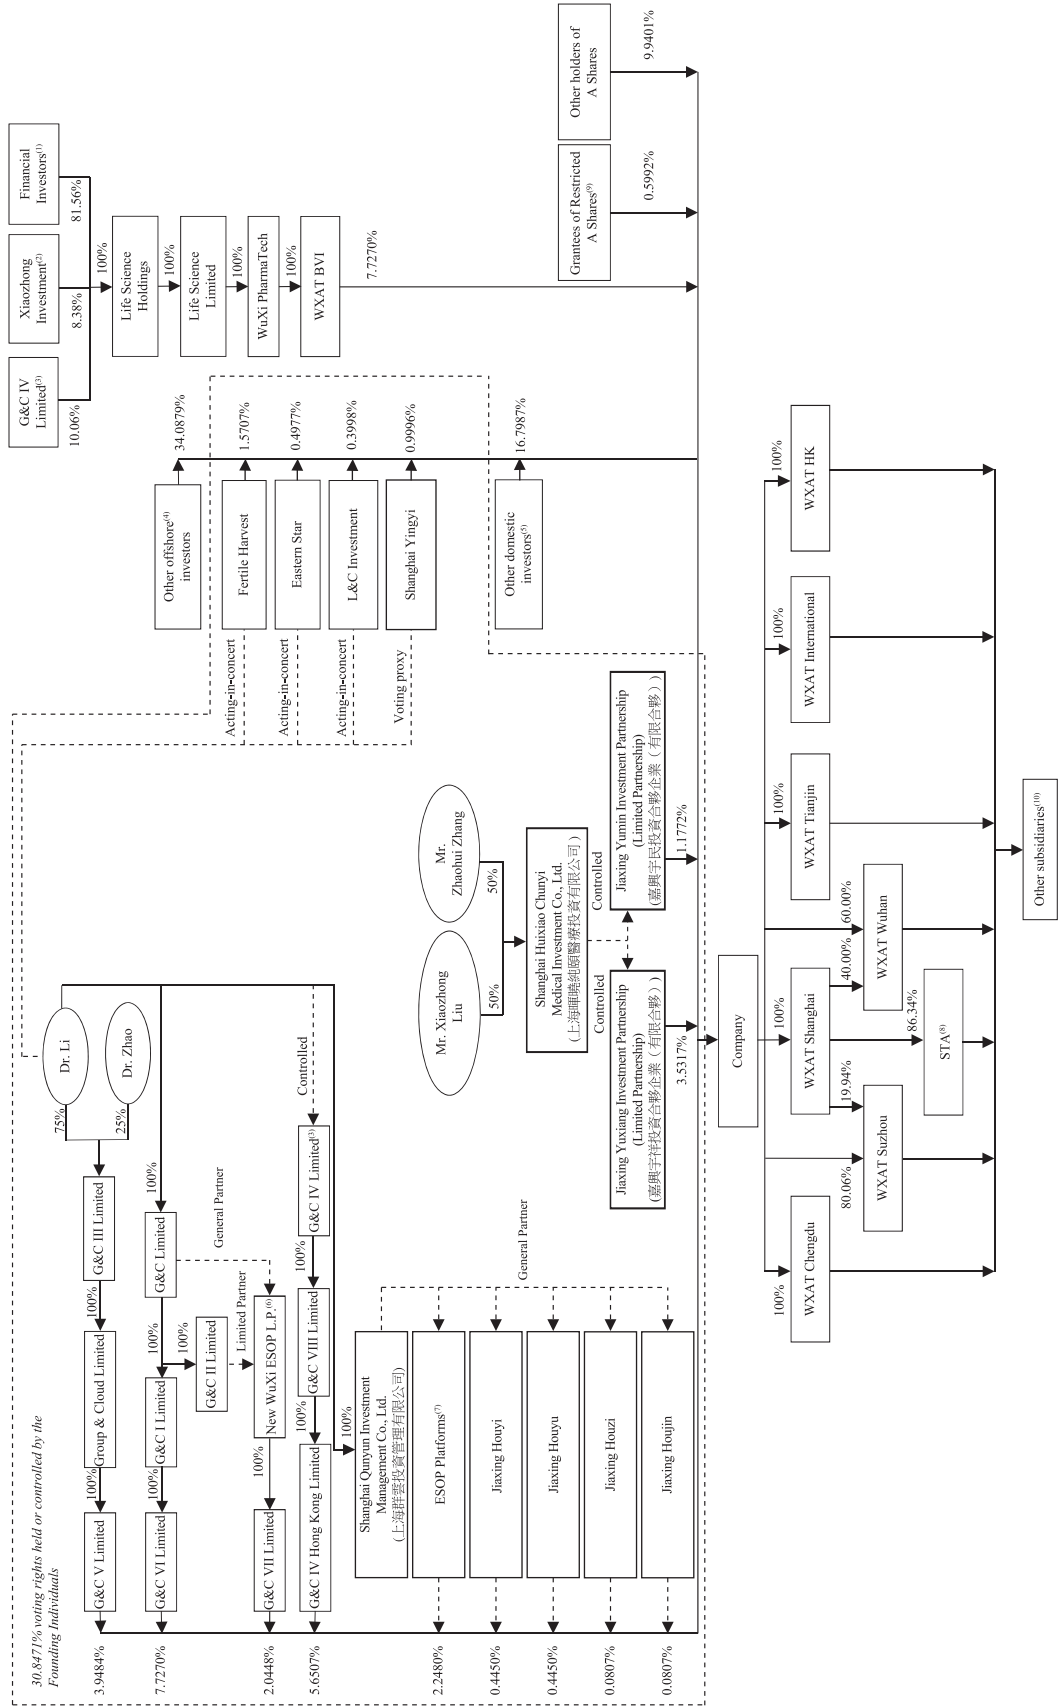 30.8471% voting rights held or controlled by the
Founding Individuals
Dr. Li
Dr. Zhao
75%
25%
G&C III Limited
100%
Group & Cloud Limited
100%
G&C V Limited
3.9484%
100%
G&C Limited
100%
G&C I Limited
100%
G&C VI Limited
7.7270%
100%
G&C II Limited
General Partner
Limited Partner
New WuXi ESOP L.P.(6)
100%
G&C VII Limited
2.0448%
Controlled
G&C IV Limited(3)
100%
G&C VIII Limited
100%
G&C IV Hong Kong Limited
5.6507%
100%
Shanghai Qunyun Investment
Management Co., Ltd.
(上海群雲投資管理有限公司)
General Partner
ESOP Platforms(7)
2.2480%
Jiaxing Houyi
0.4450%
Jiaxing Houyu
0.4450%
Jiaxing Houzi
0.0807%
Jiaxing Houjin
0.0807%
Mr. Xiaozhong
Liu
50%
Mr.
Zhaohui Zhang
50%
Shanghai Huixiao Chunyi
Medical Investment Co., Ltd.
(上海暉曉純頤醫療投資有限公司)
Controlled
Controlled
Jiaxing Yuxiang Investment Partnership
(Limited Partnership)
(嘉興宇祥投資合夥企業（有限合夥）)
3.5317%
Jiaxing Yumin Investment Partnership
(Limited Partnership)
(嘉興宇民投資合夥企業（有限合夥）)
1.1772%
Acting-in-concert
Fertile Harvest
1.5707%
Acting-in-concert
Eastern Star
0.4977%
Acting-in-concert
L&C Investment
0.3998%
Voting proxy
Shanghai Yingyi
0.9996%
Other offshore(4)
investors
34.0879%
Other domestic
investors(5)
16.7987%
G&C IV
Limited(3)
10.06%
Xiaozhong
Investment(2)
8.38%
Financial
Investors(1)
81.56%
100%
Life Science
Holdings
100%
Life Science
Limited
100%
WuXi PharmaTech
100%
WXAT BVI
7.7270%
Grantees of Restricted
A Shares(9)
0.5992%
Other holders of
A Shares
9.9401%
Company
100%
WXAT Chengdu
80.06%
19.94%
WXAT Suzhou
100%
WXAT Shanghai
86.34%
STA(8)
40.00%
60.00%
WXAT Wuhan
100%
WXAT Tianjin
100%
WXAT International
100%
WXAT HK
Other subsidiaries(10)